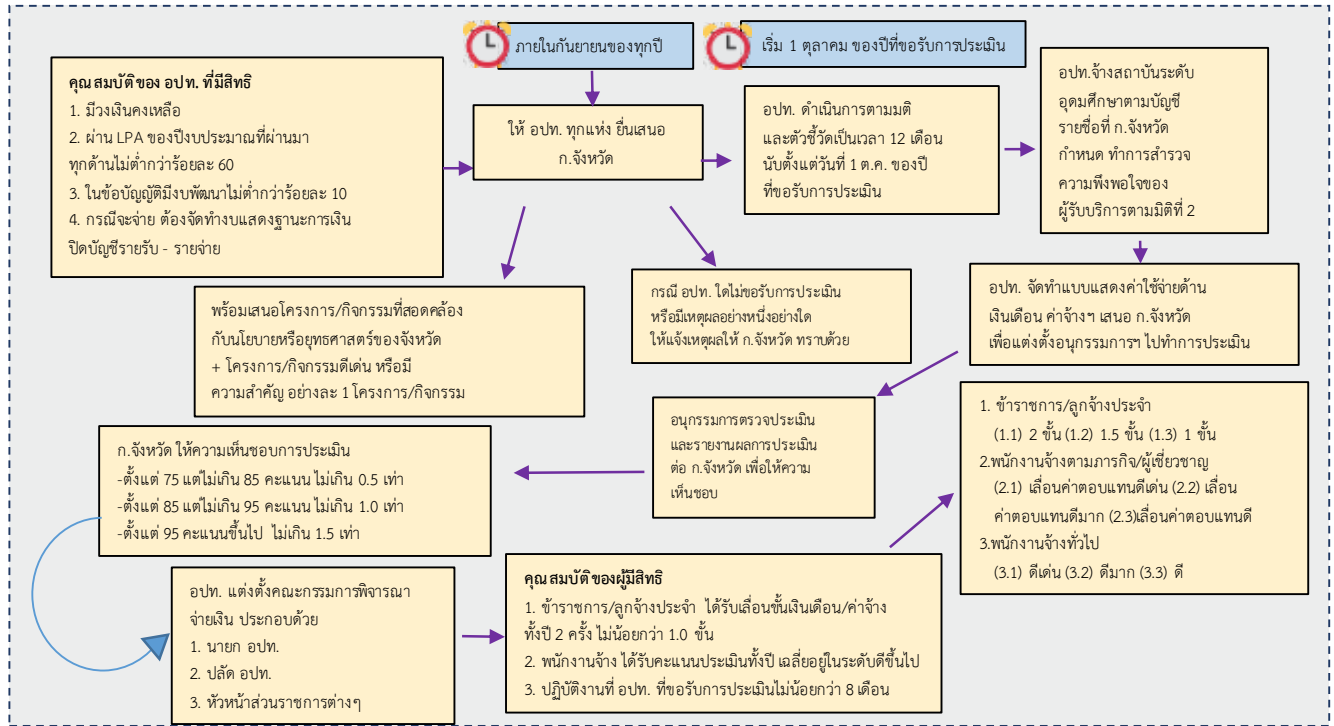 ภายในกันยายนของทุกปี
เริ่ม 1 ตุลาคม ของปีที่ขอรับการประเมิน
คุณสมบัติของ อปท. ที่มีสิทธิ
1. มีวงเงินคงเหลือ
2. ผ่าน LPA ของปีงบประมาณที่ผ่านมา
ทุกด้านไม่ต่ำกว่าร้อยละ 60
3. ในข้อบัญญัติมีงบพัฒนาไม่ต่ำกว่าร้อยละ 10
4. กรณีจะจ่าย ต้องจัดทำงบแสดงฐานะการเงิน
ปิดบัญชีรายรับ - รายจ่าย
ให้ อปท. ทุกแห่ง ยื่นเสนอ
ก.จังหวัด
อปท. ดำเนินการตามมติ
และตัวชี้วัดเป็นเวลา 12 เดือน
นับตั้งแต่วันที่ 1 ต.ค. ของปี
ที่ขอรับการประเมิน
อปท.จ้างสถาบันระดับ
อุดมศึกษาตามบัญชี
รายชื่อที่ ก.จังหวัด
กำหนด ทำการสำรวจ
ความพึงพอใจของ
ผู้รับบริการตามมิติที่ 2
พร้อมเสนอโครงการ/กิจกรรมที่สอดคล้อง
กับนโยบายหรือยุทธศาสตร์ของจังหวัด
+ โครงการ/กิจกรรมดีเด่น หรือมี
ความสำคัญ อย่างละ 1 โครงการ/กิจกรรม
กรณี อปท. ใดไม่ขอรับการประเมิน
หรือมีเหตุผลอย่างหนึ่งอย่างใด
ให้แจ้งเหตุผลให้ ก.จังหวัด ทราบด้วย
อปท. จัดทำแบบแสดงค่าใช้จ่ายด้าน
เงินเดือน ค่าจ้างฯ เสนอ ก.จังหวัด
เพื่อแต่งตั้งอนุกรรมการฯ ไปทำการประเมิน
อนุกรรมการตรวจประเมิน
และรายงานผลการประเมิน
ต่อ ก.จังหวัด เพื่อให้ความ
เห็นชอบ
ก.จังหวัด ให้ความเห็นชอบการประเมิน
-ตั้งแต่ 75 แต่ไม่เกิน 85 คะแนน ไม่เกิน 0.5 เท่า
-ตั้งแต่ 85 แต่ไม่เกิน 95 คะแนน ไม่เกิน 1.0 เท่า
-ตั้งแต่ 95 คะแนนขึ้นไป ไม่เกิน 1.5 เท่า
อปท. แต่งตั้งคณะกรรมการพิจารณา
จ่ายเงิน ประกอบด้วย
1. นายก อปท.
2. ปลัด อปท.
3. หัวหน้าส่วนราชการต่างๆ
คุณสมบัติของผู้มีสิทธิ
1. ข้าราชการ/ลูกจ้างประจำ ได้รับเลื่อนขั้นเงินเดือน/ค่าจ้าง
ทั้งปี 2 ครั้ง ไม่น้อยกว่า 1.0 ขั้น
2. พนักงานจ้าง ได้รับคะแนนประเมินทั้งปี เฉลี่ยอยู่ในระดับดีขึ้นไป
3. ปฏิบัติงานที่ อปท. ที่ขอรับการประเมินไม่น้อยกว่า 8 เดือน
1. ข้าราชการ/ลูกจ้างประจำ
(1.1) 2 ขั้น (1.2) 1.5 ขั้น (1.3) 1 ขั้น
2.พนักงานจ้างตามภารกิจ/ผู้เชี่ยวชาญ
(2.1) เลื่อนค่าตอบแทนดีเด่น (2.2) เลื่อน
ค่าตอบแทนดีมาก (2.3)เลื่อนค่าตอบแทนดี
3.พนักงานจ้างทั่วไป
(3.1) ดีเด่น (3.2) ดีมาก (3.3) ดี